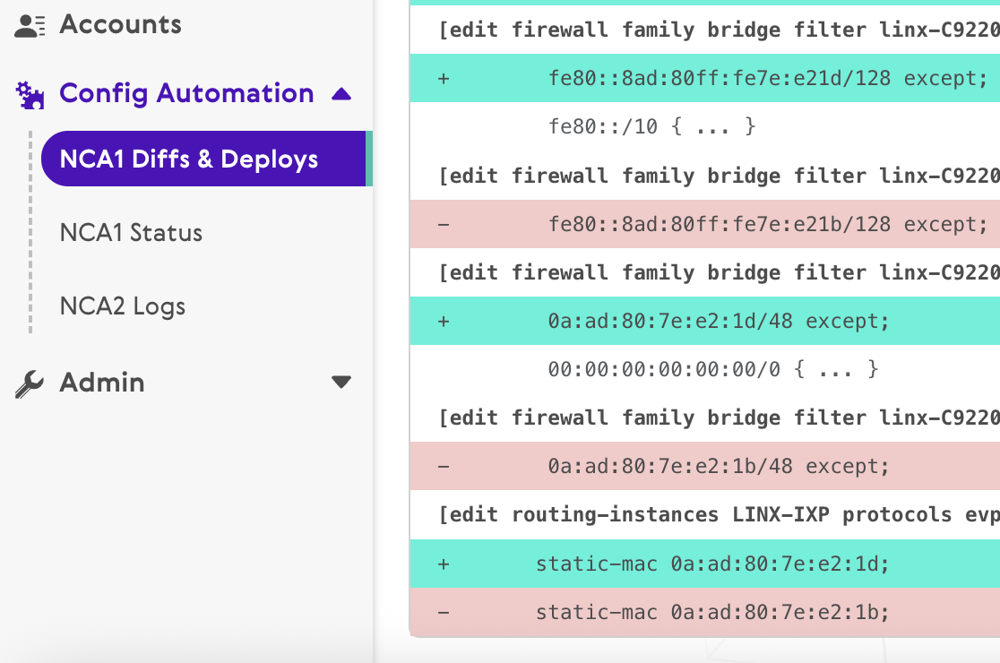 Accounts
Config Automation
NCA1 Diffs & Deploys
NCA1 Status
NCA2 Logs
Admin
[edit firewall family bridge filter linx-C9220
+ fe80::8ad:80ff:fe7e:e21d/128 except;
fe80::/10 { ... }
[edit firewall family bridge filter linx-C9220
- fe80::8ad:80ff:fe7e:e21b/128 except;
[edit firewall family bridge filter linx-C9220
+ 0a:ad:80:7e:e2:1d/48 except;
00:00:00:00:00:00/0 { ... }
[edit firewall family bridge filter linx-C9220
- 0a:ad:80:7e:e2:1b/48 except;
[edit routing-instances LINX-IXP protocols evp
+ static-mac 0a:ad:80:7e:e2:1d;
- static-mac 0a:ad:80:7e:e2:1b;